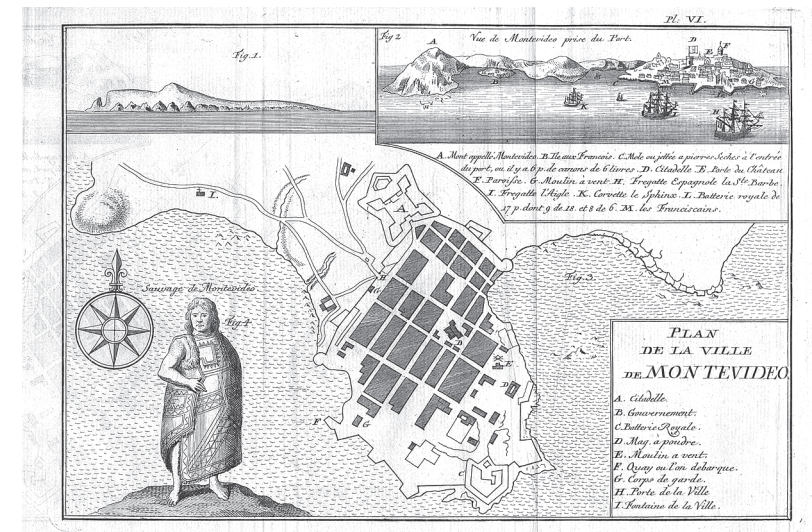 Pl. VI.
Fig. 1.
Fig 2
Vue de Montevideo prise du Port.
A
D
E
F
B
G
K
H
A. Mont appellé Montevideo. B. Ile aux Francois. C. Mole ou jettée a pierres Seches à l'entrée
du port, ou il y a 6 p. de canons de 6 livres. D. Citadelle E. Porte du Château
F. Paroisse. G. Moulin à vent. H. Fregatte Espagnole la Ste. Barbe.
I. Fregatte l'Aigle. K. Corvette le Sphinx. L. Batterie royale de
17 p. dont 9 de 18. et 8 de 6. M. les Franciscains.
I.
A
H
G
Fig. 3
Sauvage de Montevideo
Fig. 4
B
E
D
F
G
C
PLAN
DE LA VILLE
DE MONTEVIDEO.
A. Citadelle.
B. Gouvernement.
C. Batterie Royale.
D. Mag. à poudre.
E. Moulin a vent.
F. Quay ou l'on debarque.
G. Corps de garde.
H. Porte de la Ville
I. Fontaine de la Ville.